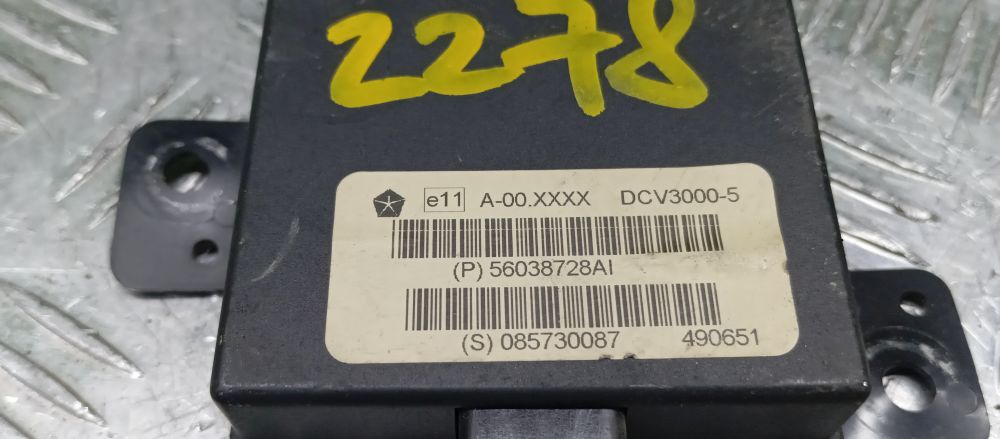 2278
e11 A-00.XXXX DCV3000-5
(P) 56038728AI
(S) 085730087 490651